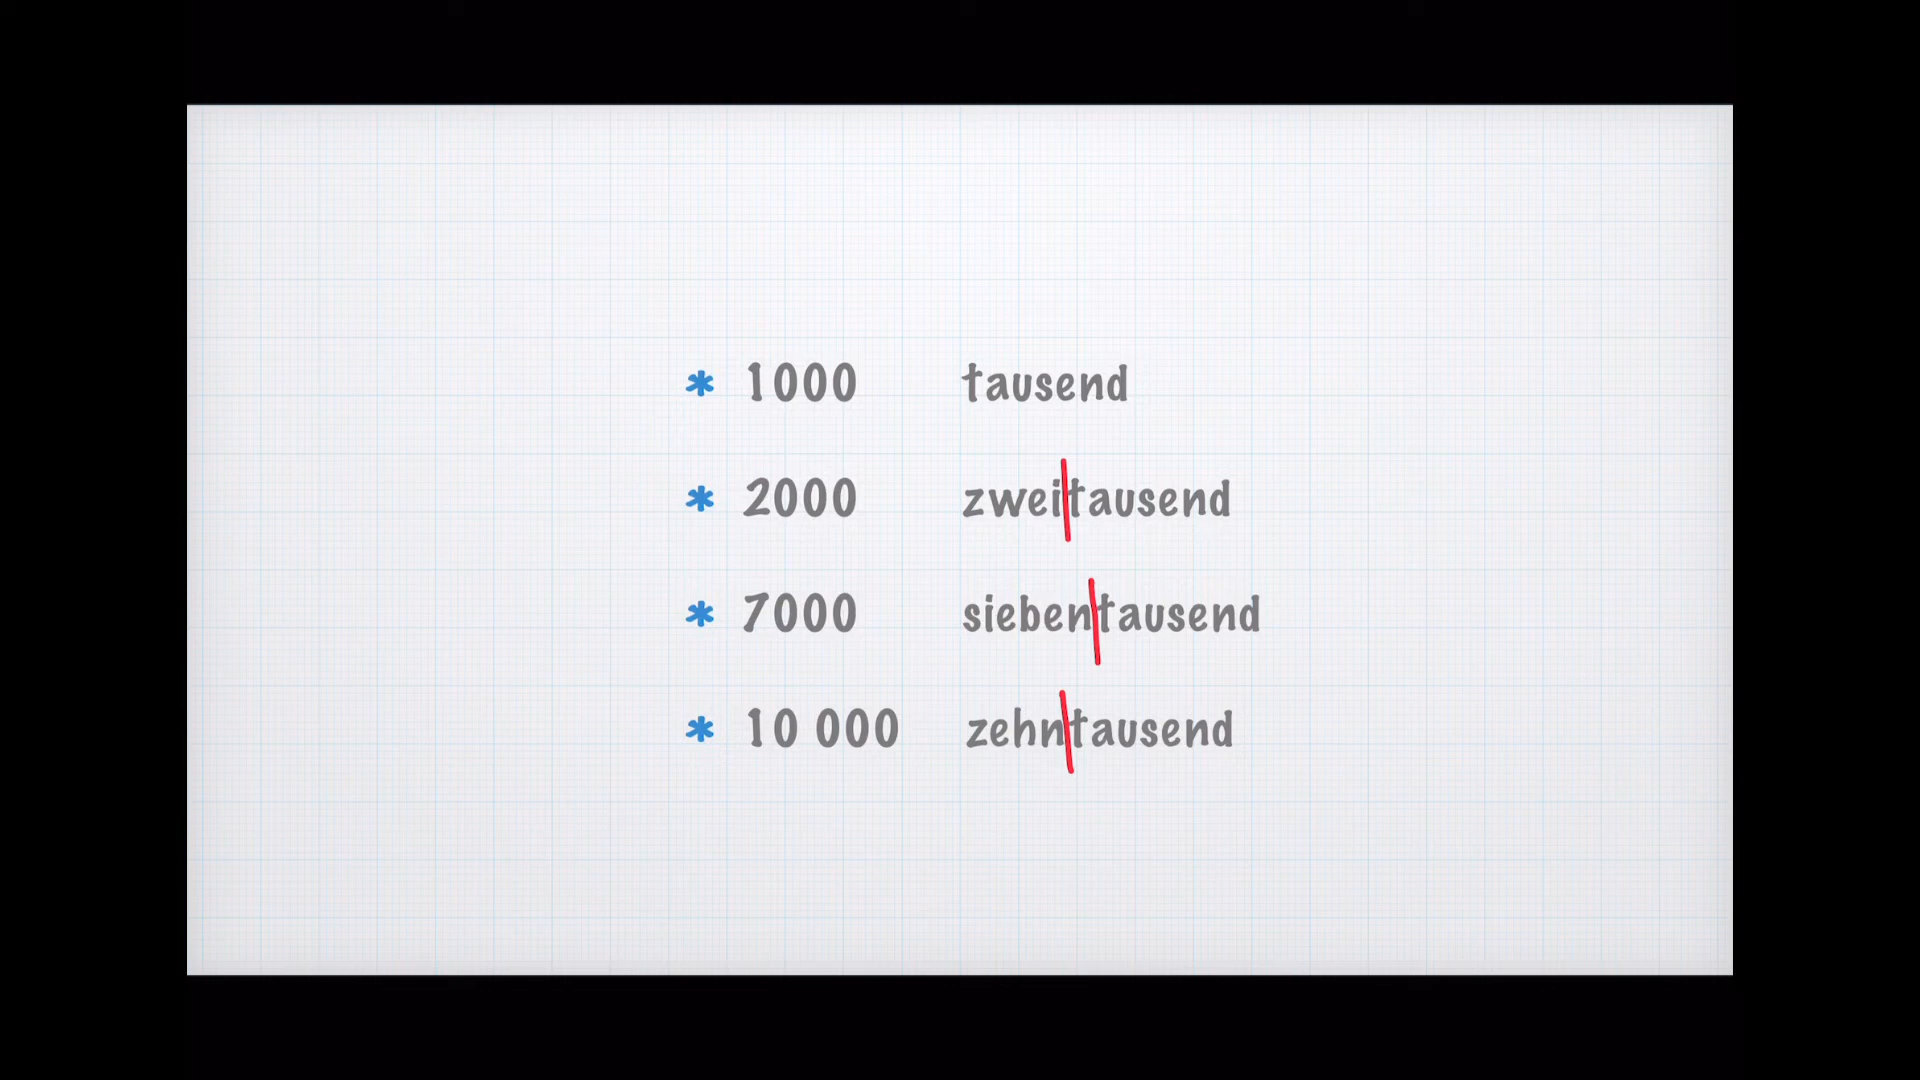 * 1000 tausend
* 2000 zweitausend
* 7000 siebentausend
* 10 000 zehntausend